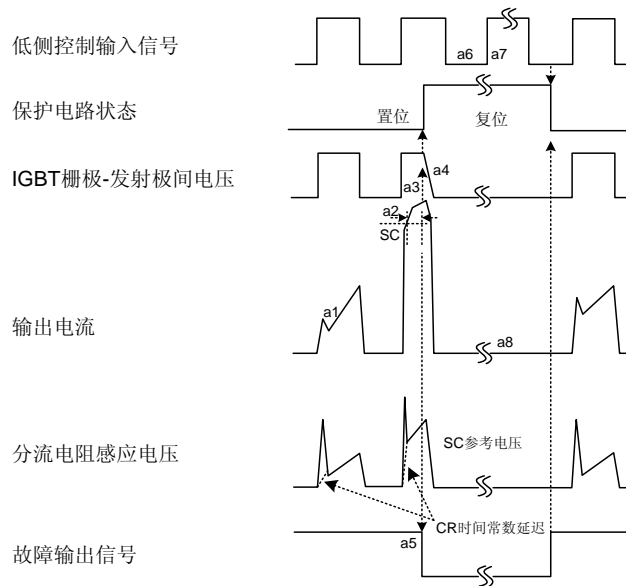 低侧控制输入信号
a6 a7
保护电路状态
置位
复位
IGBT栅极-发射极间电压
a3
a4
a2
SC
输出电流
a1
a8
分流电阻感应电压
SC参考电压
CR时间常数延迟
故障输出信号
a5